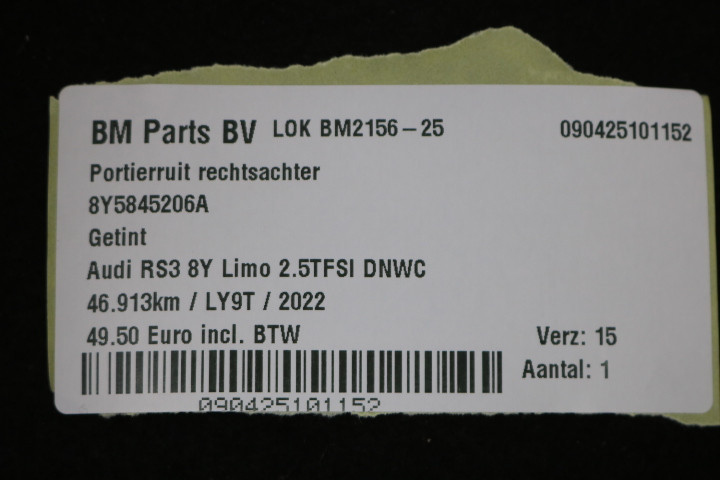 BM Parts BV LOK BM2156-25 090425101152
Portierruit rechtsachter
8Y5845206A
Getint
Audi RS3 8Y Limo 2.5TFSI DNWC
46.913km / LY9T / 2022
49.50 Euro incl. BTW Verz: 15
Aantal: 1
090425101152